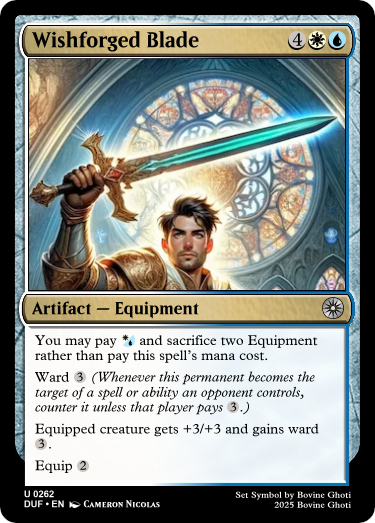 Wishforged Blade 4
Artifact — Equipment
You may pay and sacrifice two Equipment
rather than pay this spell's mana cost.
Ward 3 (Whenever this permanent becomes the
target of a spell or ability an opponent controls,
counter it unless that player pays 3.)
Equipped creature gets +3/+3 and gains ward
3.
Equip 2
U 0262
DUF • EN Cameron Nicolas
Set Symbol by Bovine Ghoti
2025 Bovine Ghoti